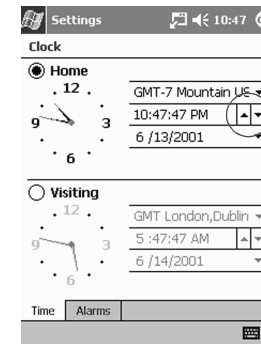 Settings 10:47
Clock
Home
12
9 3
6
GMT-7 Mountain US
10:47:47 PM
6 /13/2001
Visiting
12
9 3
6
GMT London,Dublin
5 :47:47 AM
6 /14/2001
Time Alarms